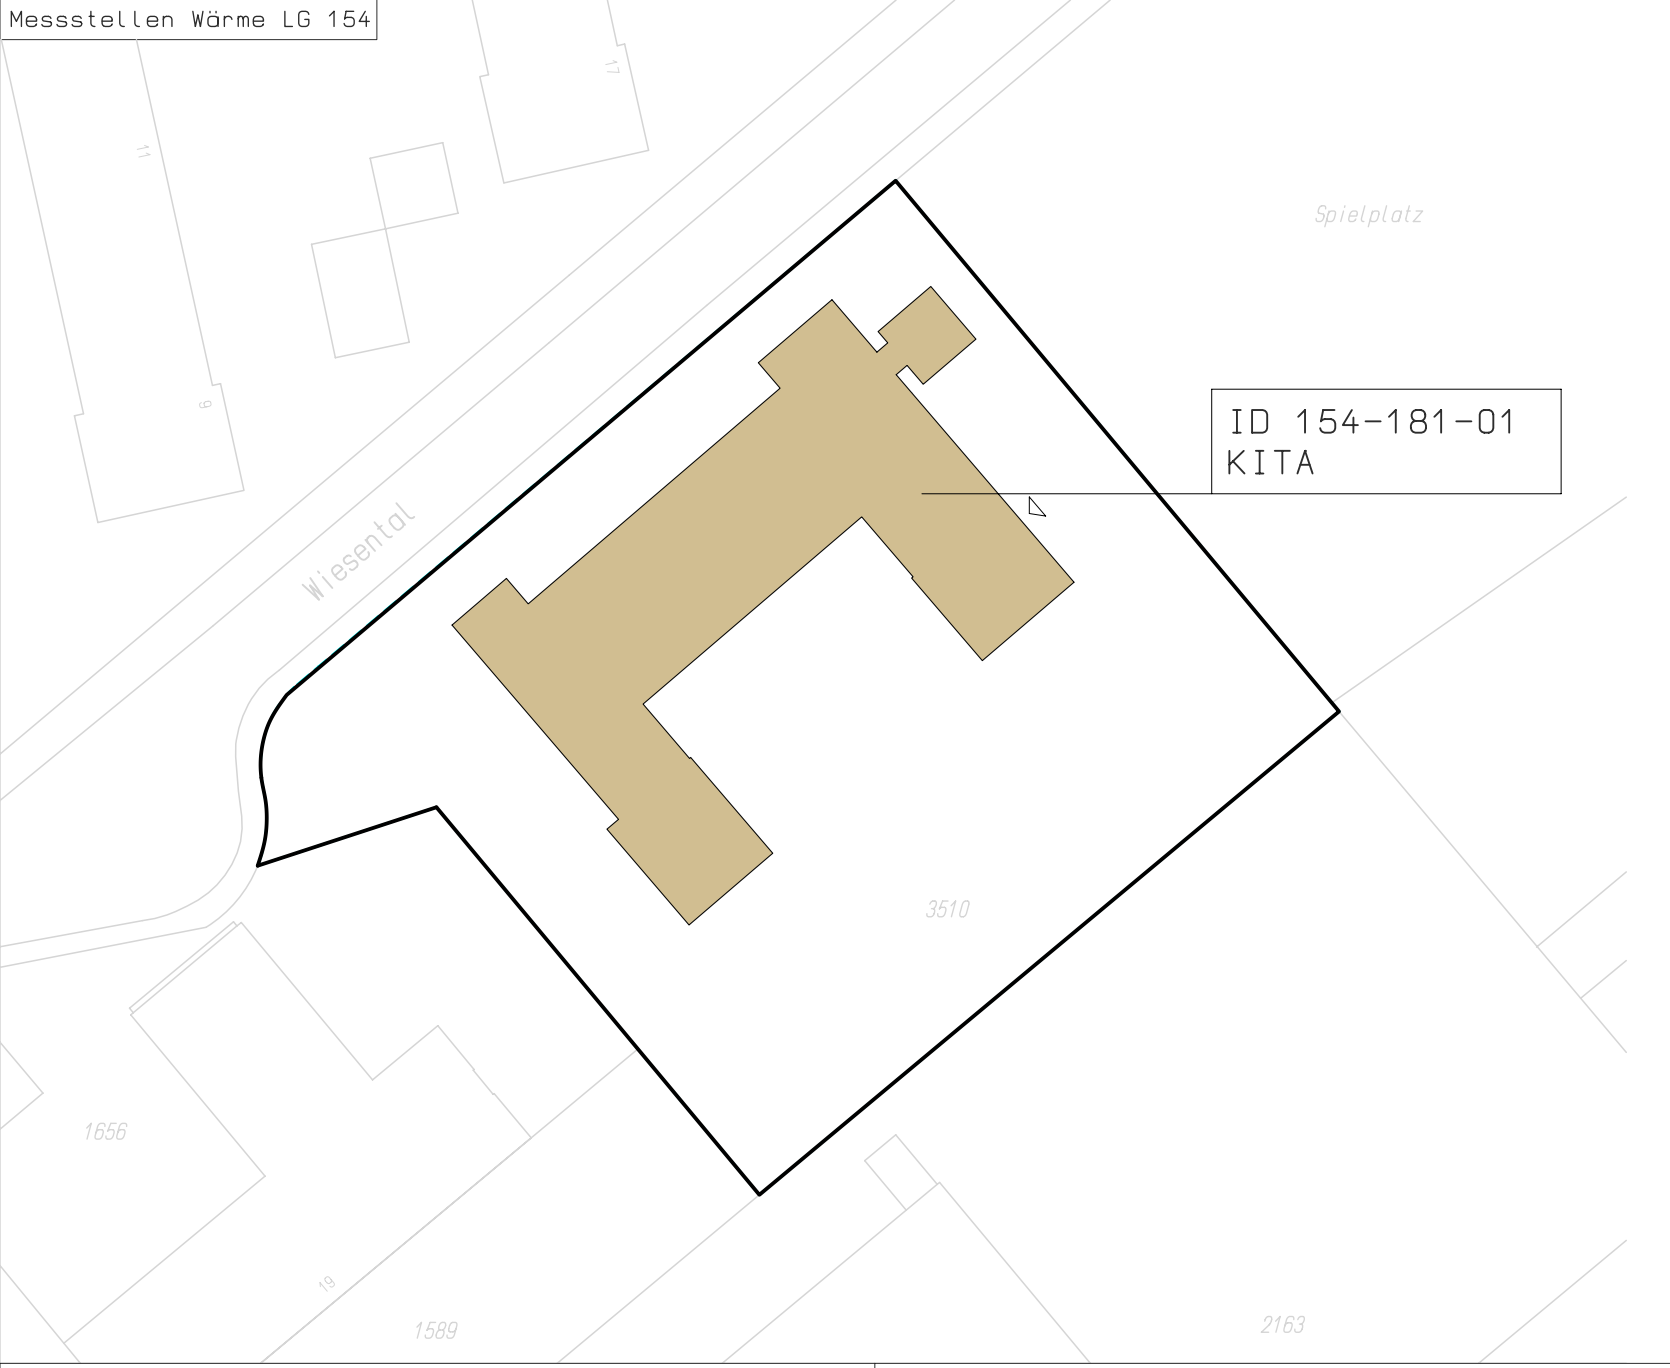 Messstellen Wärme LG 154
17
11
Spielplatz
9
ID 154-181-01
KITA
Wiesental
3510
1656
19
1589
2163